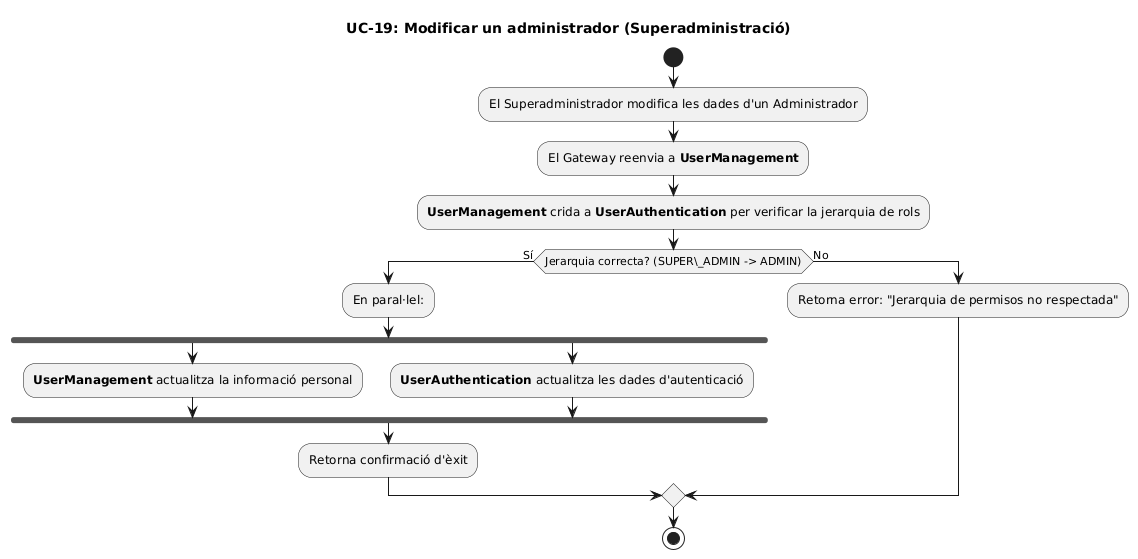 UC-19: Modificar un administrador (Superadministració)
El Superadministrador modifica les dades d'un Administrador
El Gateway reenvia a UserManagement
UserManagement crida a UserAuthentication per verificar la jerarquia de rols
Sí
Jerarquia correcta? (SUPER\_ADMIN -> ADMIN)
No
En paral·lel:
Retorna error: "Jerarquia de permisos no respectada"
UserManagement actualitza la informació personal
UserAuthentication actualitza les dades d'autenticació
Retorna confirmació d'èxit